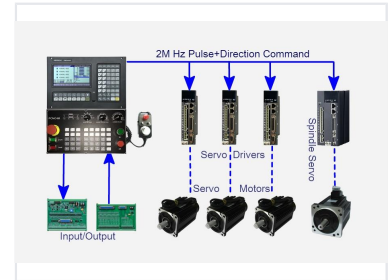 2M Hz Pulse+Direction Command
Servo Drivers
Spindle Servo
Servo Motors
Input/Output